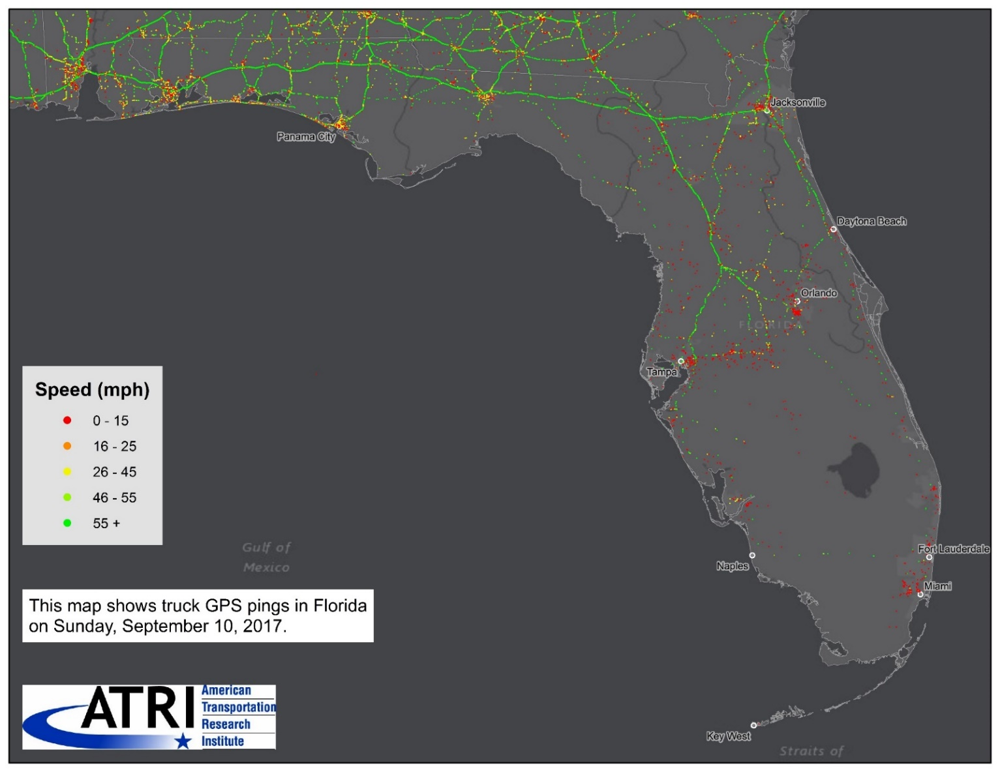 Jacksonville
Panama City
Daytona Beach
Orlando
FLORIDA
Tampa
Speed (mph)
0 - 15
16 - 25
26 - 45
46 - 55
55 +
Gulf of
Mexico
Fort Lauderdale
Naples
Miami
This map shows truck GPS pings in Florida
on Sunday, September 10, 2017.
ATRI
American
Transportation
Research
Institute
Key West
Straits of